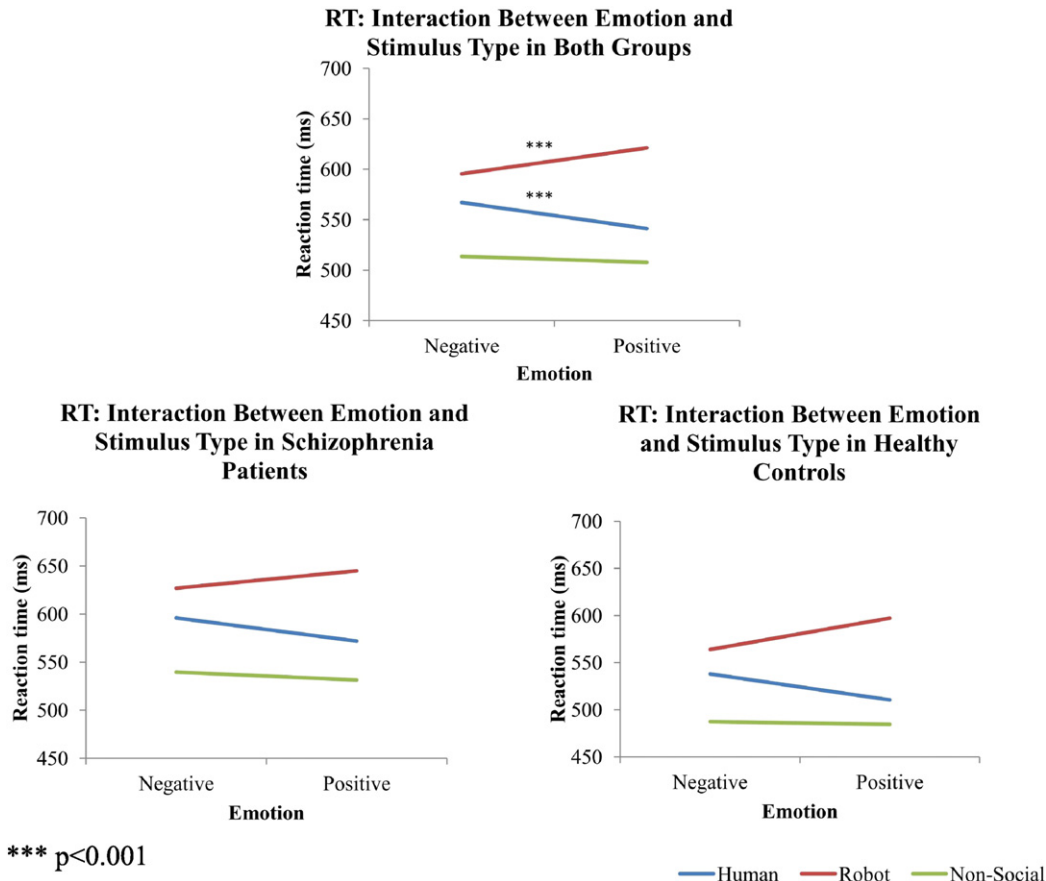 RT: Interaction Between Emotion and
Stimulus Type in Both Groups
700
650
600
550
500
450
Reaction time (ms)
***
***
Negative
Positive
Emotion
RT: Interaction Between Emotion and
Stimulus Type in Schizophrenia
Patients
700
650
600
550
500
450
Reaction time (ms)
Negative
Positive
Emotion
RT: Interaction Between Emotion
and Stimulus Type in Healthy
Controls
700
650
600
550
500
450
Reaction time (ms)
Negative
Positive
Emotion
*** p<0.001
Human Robot Non-Social